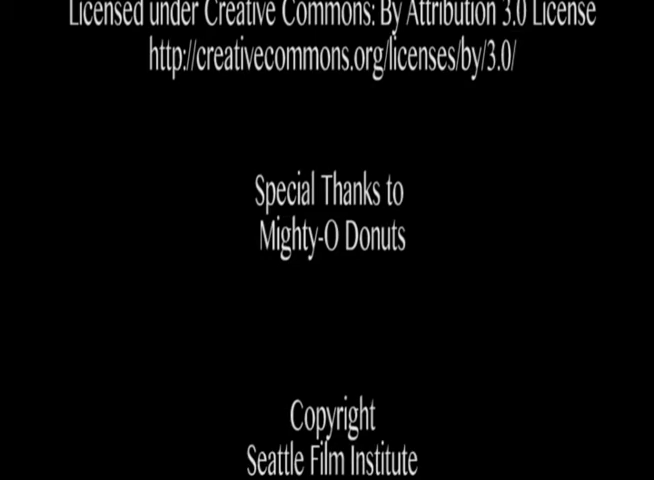 Licensed under Creative Commons: By Attribution 3.0 License
http://creativecommons.org/licenses/by/3.0/
Special Thanks to
Mighty-O Donuts
Copyright
Seattle Film Institute